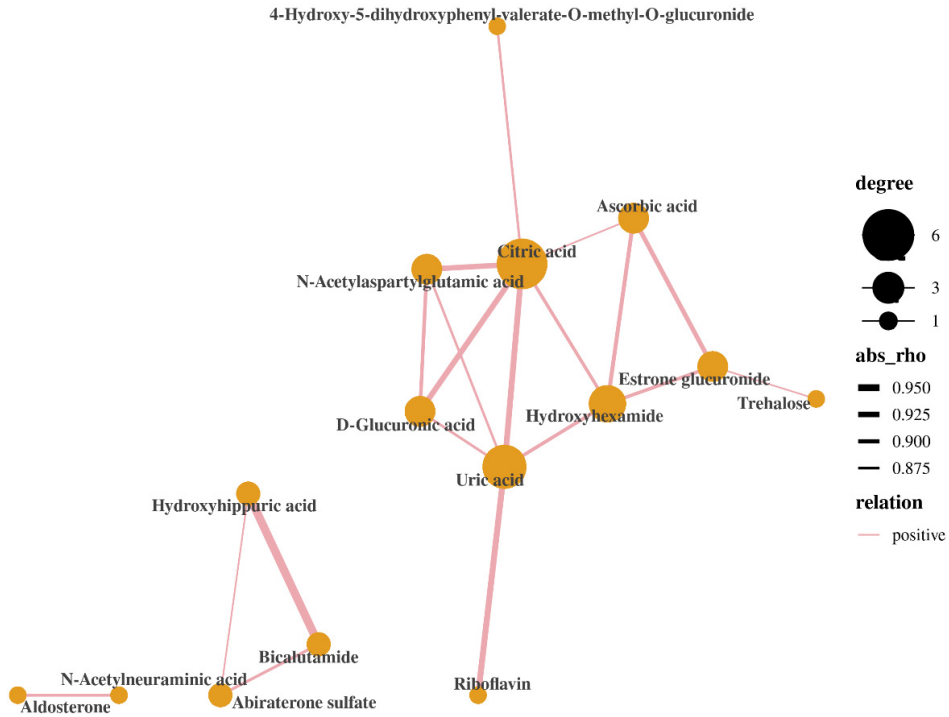 4-Hydroxy-5-dihydroxyphenyl-valerate-O-methyl-O-glucuronide
degree
6
3
1
abs_rho
0.950
0.925
0.900
0.875
relation
positive
Ascorbic acid
Citric acid
N-Acetylaspartylglutamic acid
Estrone glucuronide
Trehalose
Hydroxyhexamide
D-Glucuronic acid
Uric acid
Hydroxyhippuric acid
Bicalutamide
N-Acetylneuraminic acid
Riboflavin
Aldosterone
Abiraterone sulfate